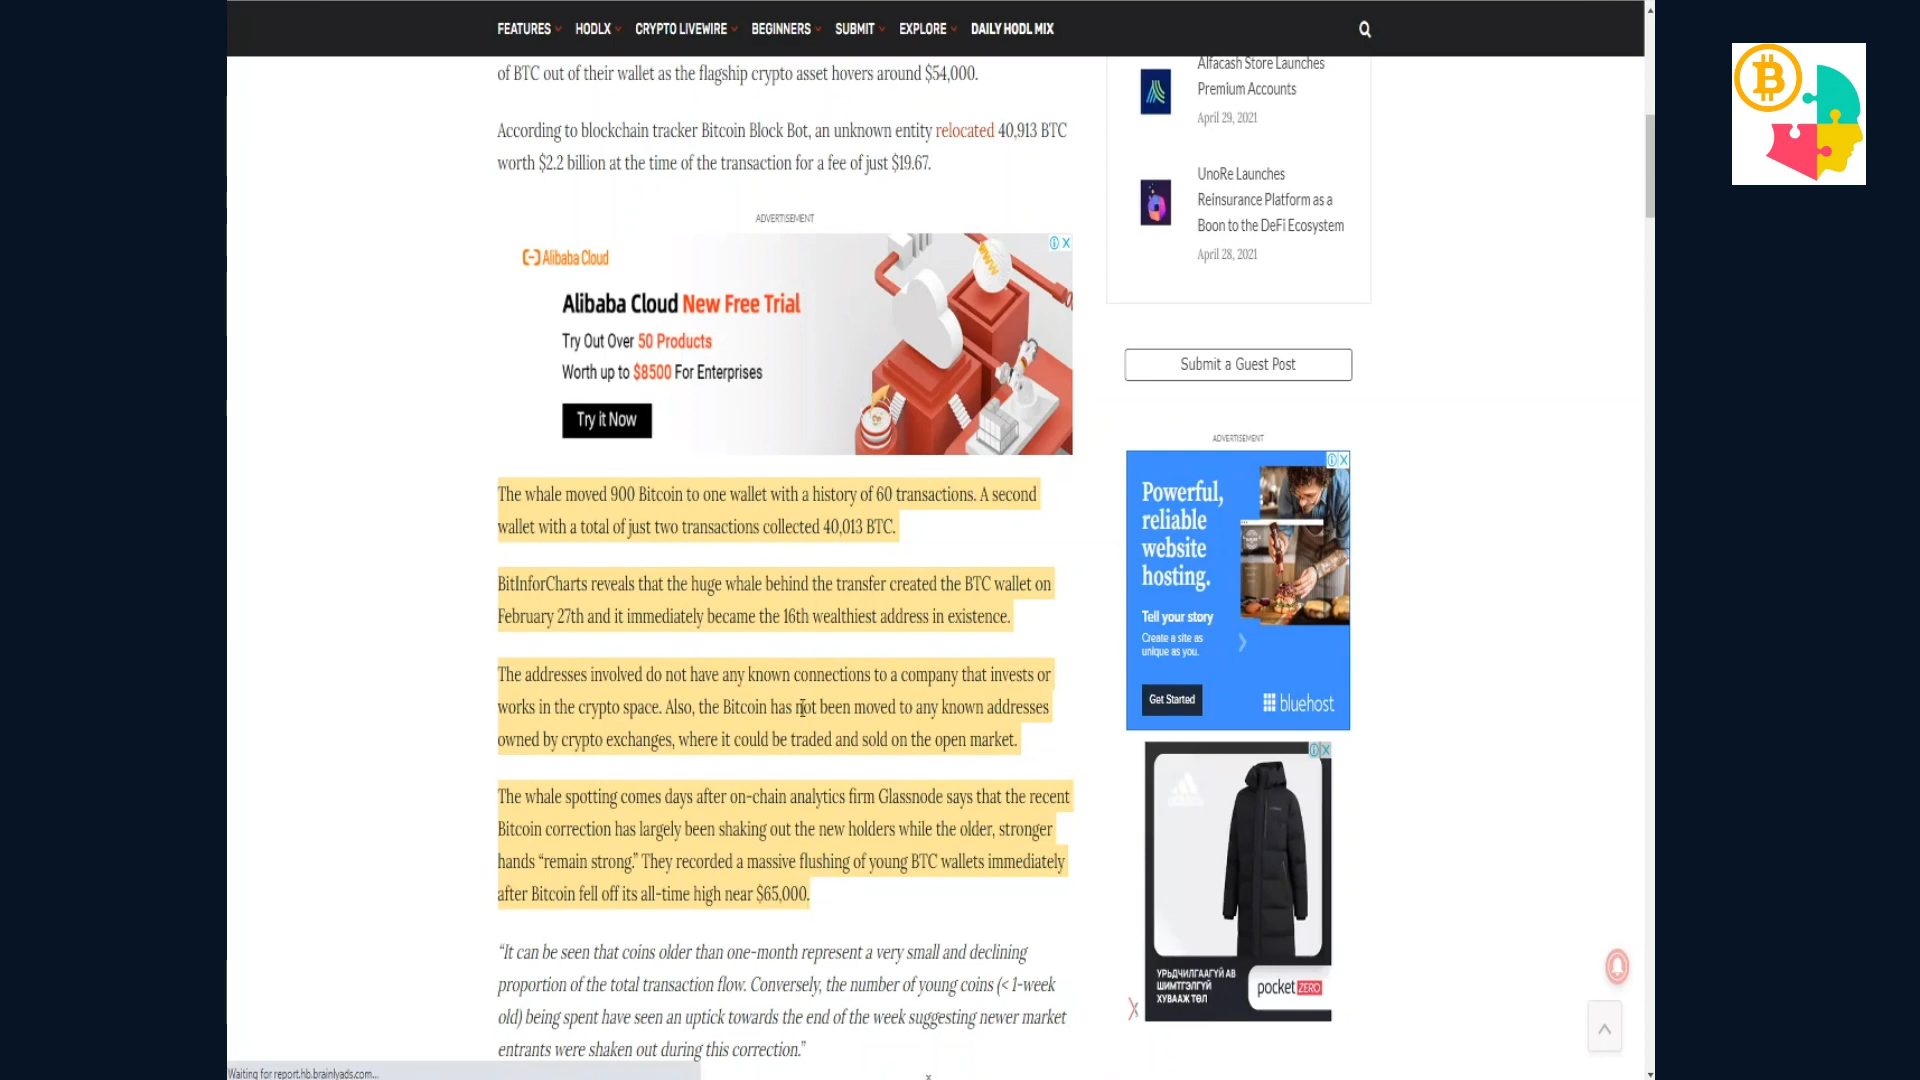 FEATURES HODLX CRYPTO LIVEWIRE BEGINNERS SUBMIT EXPLORE DAILY HODL MIX
of BTC out of their wallet as the flagship crypto asset hovers around $54,000.
According to blockchain tracker Bitcoin Block Bot, an unknown entity relocated 40,913 BTC
worth $2.2 billion at the time of the transaction for a fee of just $19.67.
ADVERTISEMENT
Alibaba Cloud
Alibaba Cloud New Free Trial
Try Out Over 50 Products
Worth up to $8500 For Enterprises
Try it Now
The whale moved 900 Bitcoin to one wallet with a history of 60 transactions. A second
wallet with a total of just two transactions collected 40,013 BTC.
BitInforCharts reveals that the huge whale behind the transfer created the BTC wallet on
February 27th and it immediately became the 16th wealthiest address in existence.
The addresses involved do not have any known connections to a company that invests or
works in the crypto space. Also, the Bitcoin has not been moved to any known addresses
owned by crypto exchanges, where it could be traded and sold on the open market.
The whale spotting comes days after on-chain analytics firm Glassnode says that the recent
Bitcoin correction has largely been shaking out the new holders while the older, stronger
hands “remain strong.” They recorded a massive flushing of young BTC wallets immediately
after Bitcoin fell off its all-time high near $65,000.
“It can be seen that coins older than one-month represent a very small and declining
proportion of the total transaction flow. Conversely, the number of young coins (< 1-week
old) being spent have seen an uptick towards the end of the week suggesting newer market
entrants were shaken out during this correction.”
Alfacash Store Launches
Premium Accounts
April 29, 2021
UnoRe Launches
Reinsurance Platform as a
Boon to the DeFi Ecosystem
April 28, 2021
Submit a Guest Post
ADVERTISEMENT
Powerful,
reliable
website
hosting.
Tell your story
Create a site as
unique as you.
Get Started
bluehost
УРЬДЧИЛГААГҮЙ АВ
ШИМТГЭЛГҮЙ
ХУВААЖ ТӨЛ
pocket ZERO
Waiting for report.hb.brainlyads.com...